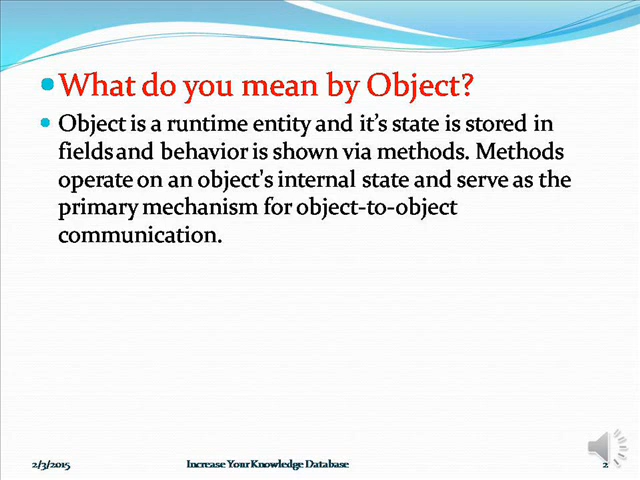 What do you mean by Object?
Object is a runtime entity and it's state is stored in
fields and behavior is shown via methods. Methods
operate on an object's internal state and serve as the
primary mechanism for object-to-object
communication.
2/3/2015 Increase Your Knowledge Database 2